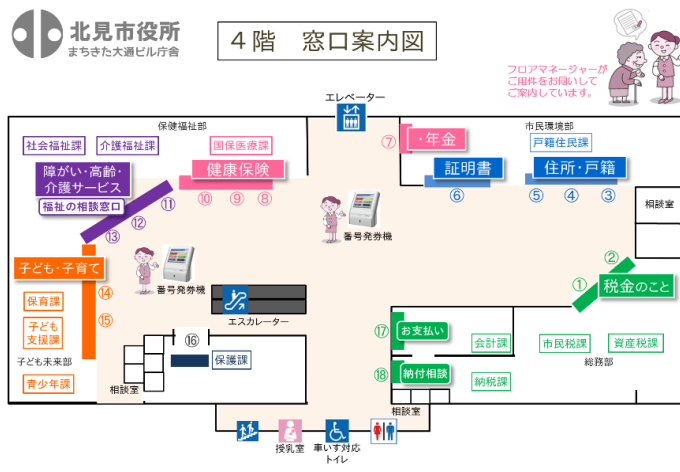 北見市役所
まちきた大通ビル庁舎
4階 窓口案内図
フロアマネージャーが
ご用件をお伺いして
ご案内しています。
エレベーター
保健福祉部
市民環境部
社会福祉課
介護福祉課
国保医療課
⑦
・年金
戸籍住民課
障がい・高齢・
介護サービス
健康保険
証明書
住所・戸籍
福祉の相談窓口
⑪
⑩
⑨
⑧
⑥
⑤
④
③
相談室
⑫
⑬
番号発券機
番号発券機
子ども・子育て
⑭
②
①
税金のこと
保育課
⑮
エスカレーター
子ども
支援課
⑯
保護課
⑰
お支払い
会計課
市民税課
資産税課
子ども未来部
総務部
青少年課
相談室
⑱
納付相談
納税課
相談室
授乳室
車いす対応
トイレ